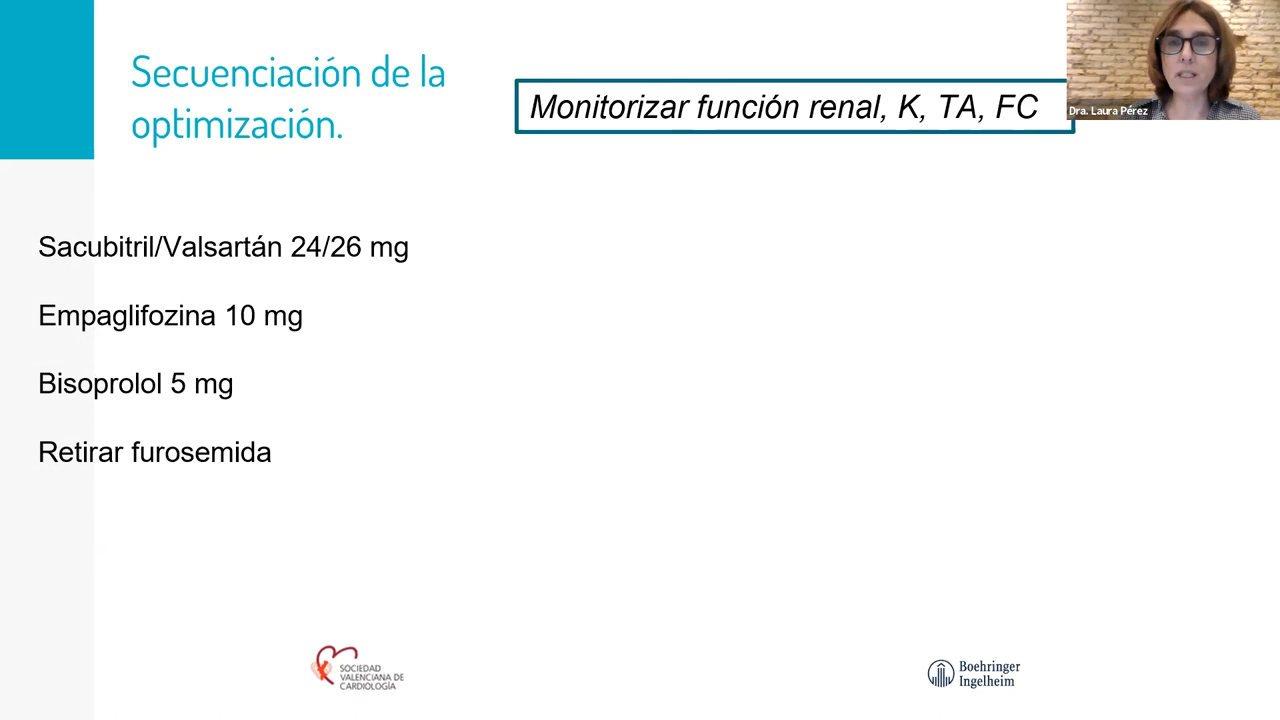 Secuenciación de la
optimización.
Monitorizar función renal, K, TA, FC
Dra. Laura Pérez
Sacubitril/Valsartán 24/26 mg
Empaglifozina 10 mg
Bisoprolol 5 mg
Retirar furosemida
SOCIEDAD
VALENCIANA DE
CARDIOLOGÍA
Boehringer
Ingelheim